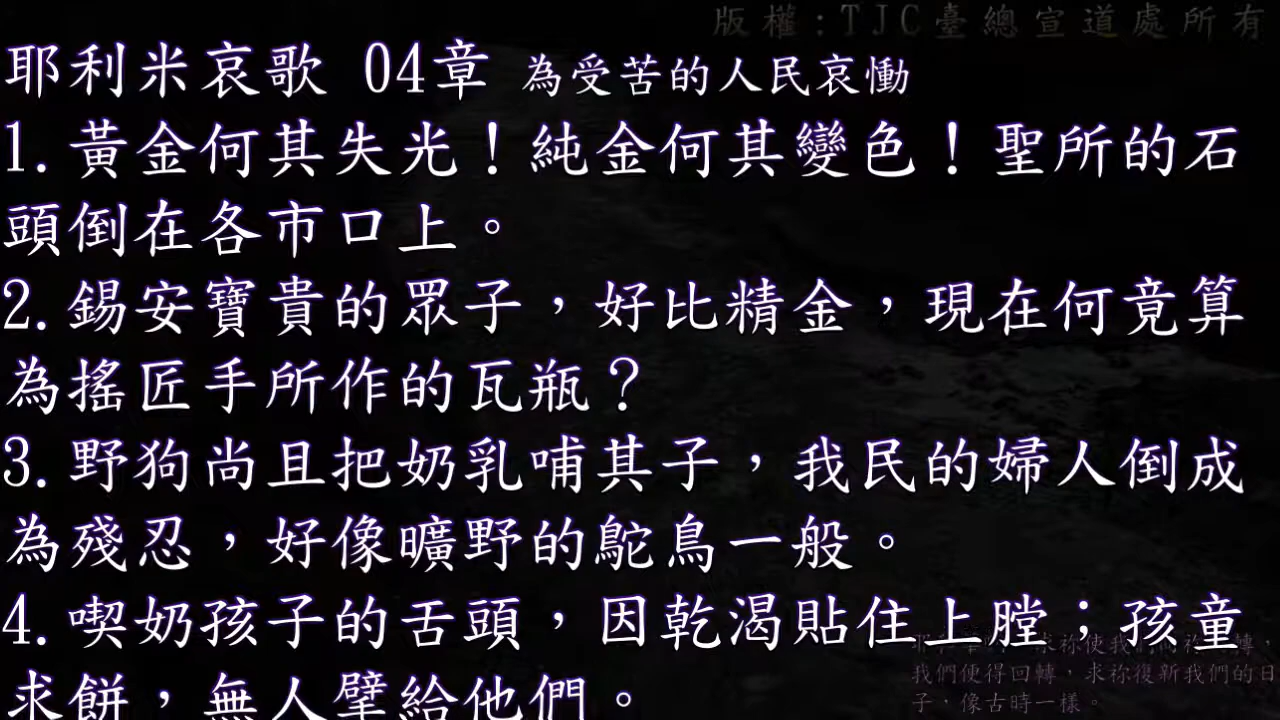 版權:TJC臺總宣道處所有
耶利米哀歌 04章 為受苦的人民哀慟
1.黃金何其失光！純金何其變色！聖所的石
頭倒在各市口上。
2.錫安寶貴的眾子，好比精金，現在何竟算
為搖匠手所作的瓦瓶？
3.野狗尚且把奶乳哺其子，我民的婦人倒成
為殘忍，好像曠野的鴕鳥一般。
4.喫奶孩子的舌頭，因乾渴貼住上膛；孩童
求餅，無人擘給他們。
求祢使我們
我們便得回轉，求祢復新我們的日
子，像古時一樣。